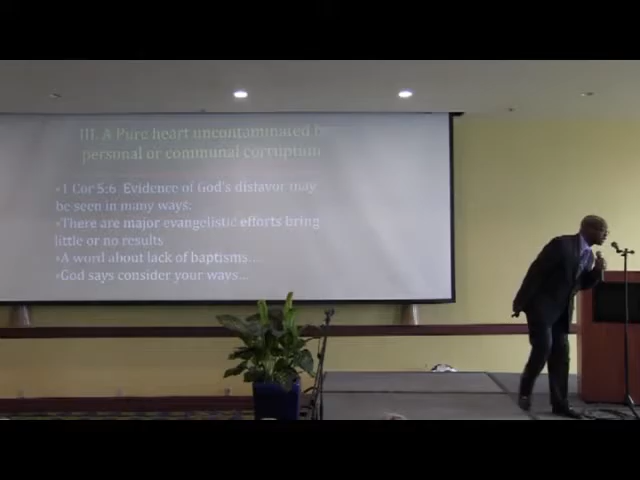 III. A Pure heart uncontaminated b
personal or communal corruption
•1 Cor 5:6 Evidence of God's disfavor may
be seen in many ways:
•There are major evangelistic efforts bring
little or no results
•A word about lack of baptisms…
•God says consider your ways…